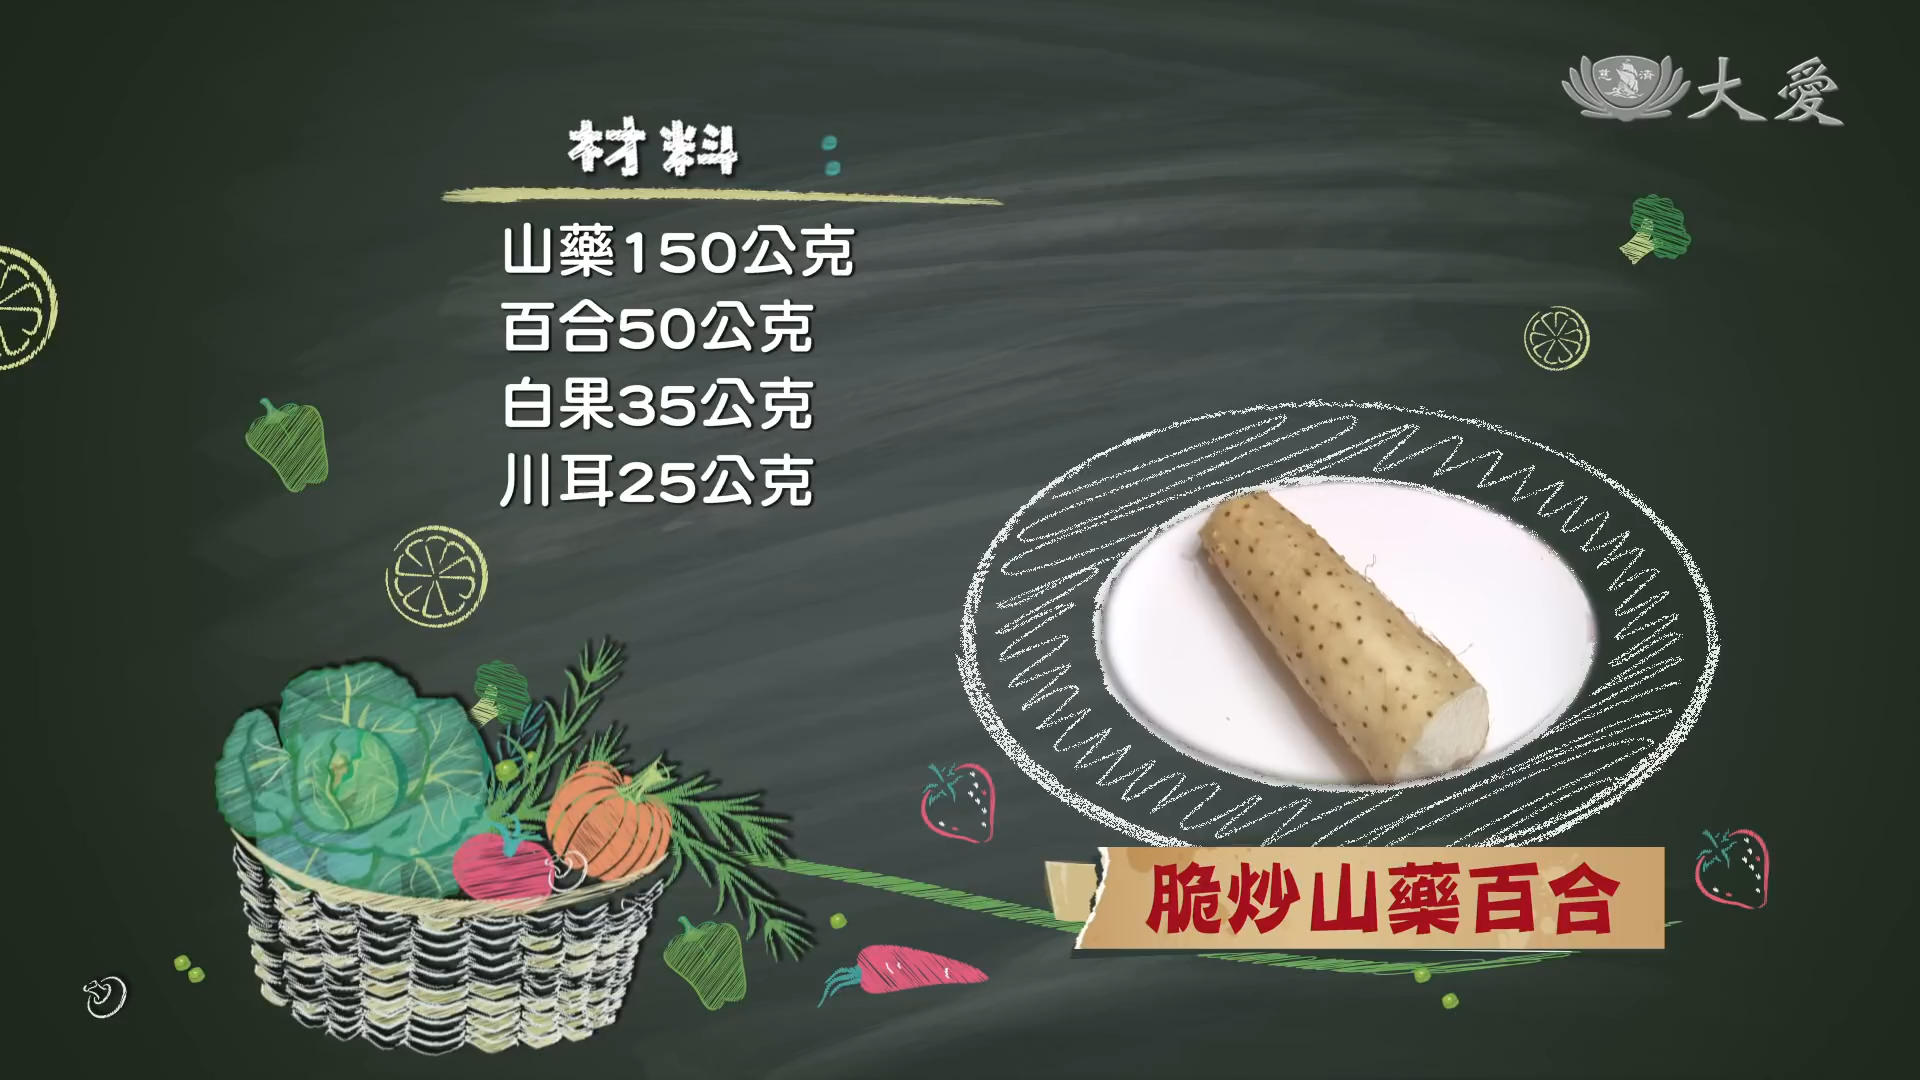 大愛
材料：
山藥150公克
百合50公克
白果35公克
川耳25公克
脆炒山藥百合